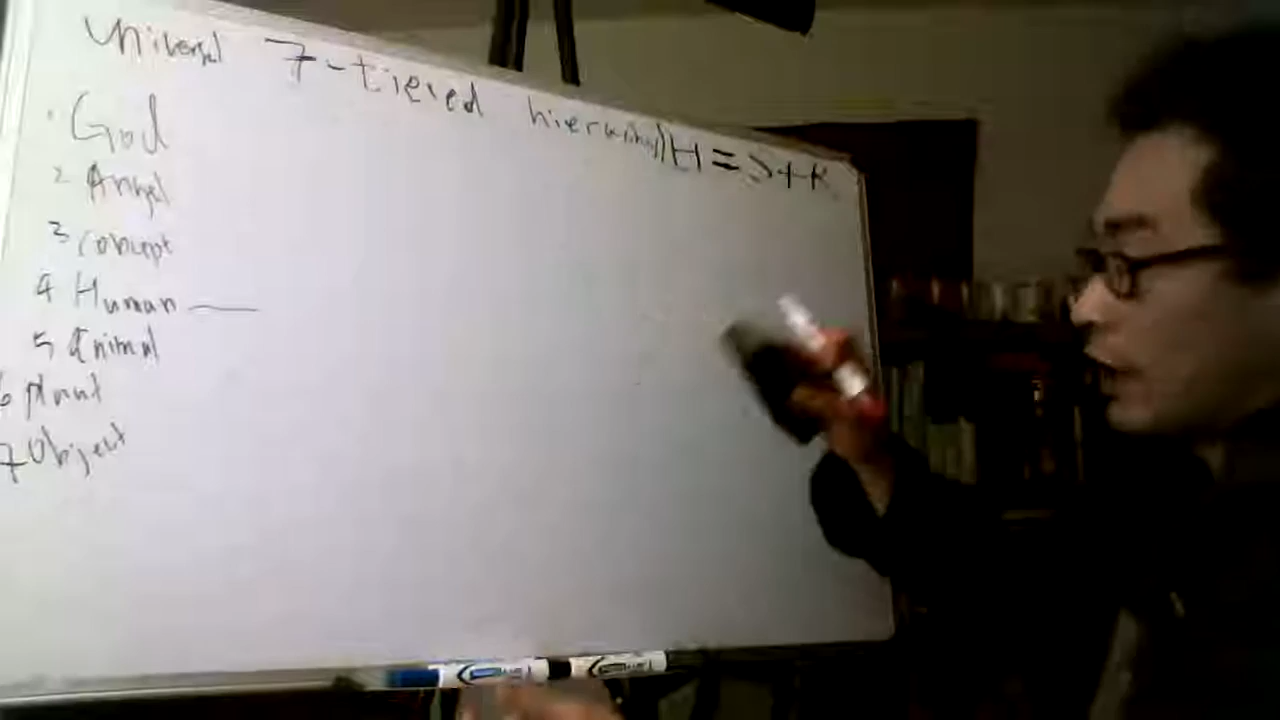 Universal 7-tiered hierarchy H = S+R
1 God
2 Angel
3 Concept
4 Human —
5 Animal
6 Plant
7 Object